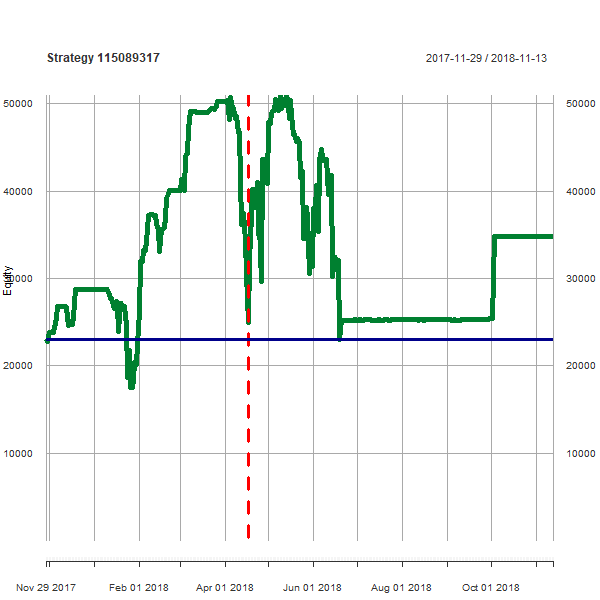 Strategy 115089317
2017-11-29 / 2018-11-13
50000
50000
40000
40000
30000
30000
20000
20000
10000
10000
Equity
Nov 29 2017
Feb 01 2018
Apr 01 2018
Jun 01 2018
Aug 01 2018
Oct 01 2018